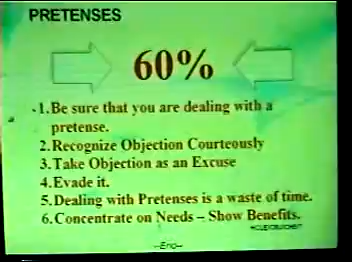 PRETENSES
60%
1.Be sure that you are dealing with a
pretense.
2.Recognize Objection Courteously
3.Take Objection as an Excuse
4.Evade it.
5.Dealing with Pretenses is a waste of time.
6.Concentrate on Needs – Show Benefits.